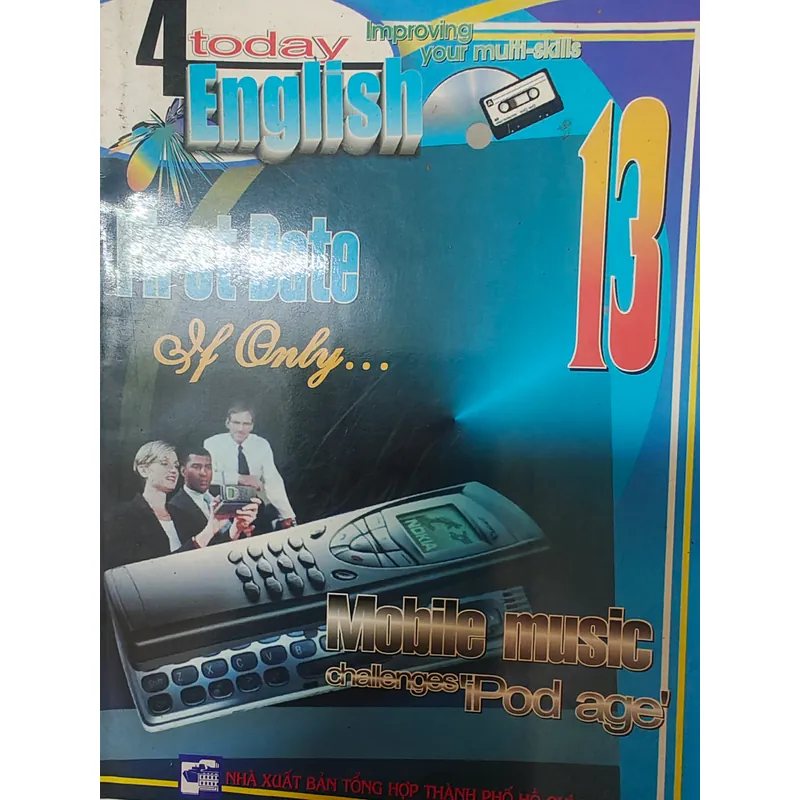 4 today
English
Improving
your multi-skills
13
First Date
If Only...
NOKIA
Mobile music
challenges 'iPod age'
NHÀ XUẤT BẢN TỔNG HỢP THÀNH PHỐ HỒ CHÍ